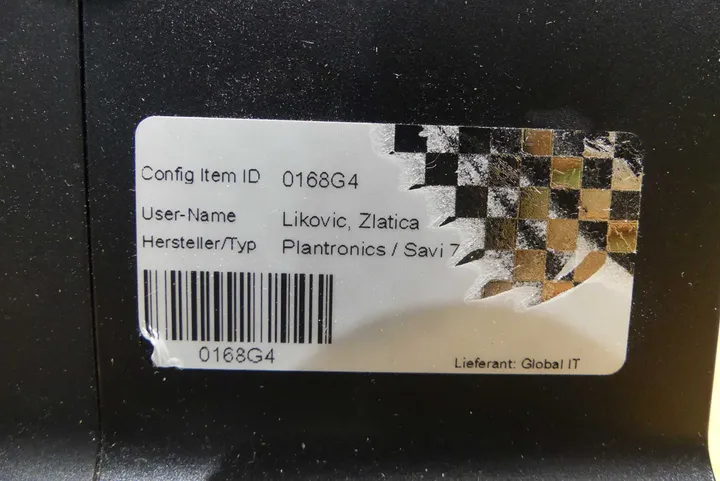 Config Item ID 0168G4
User-Name Likovic, Zlatica
Hersteller/Typ Plantronics / Savi 7
0168G4
Lieferant: Global IT